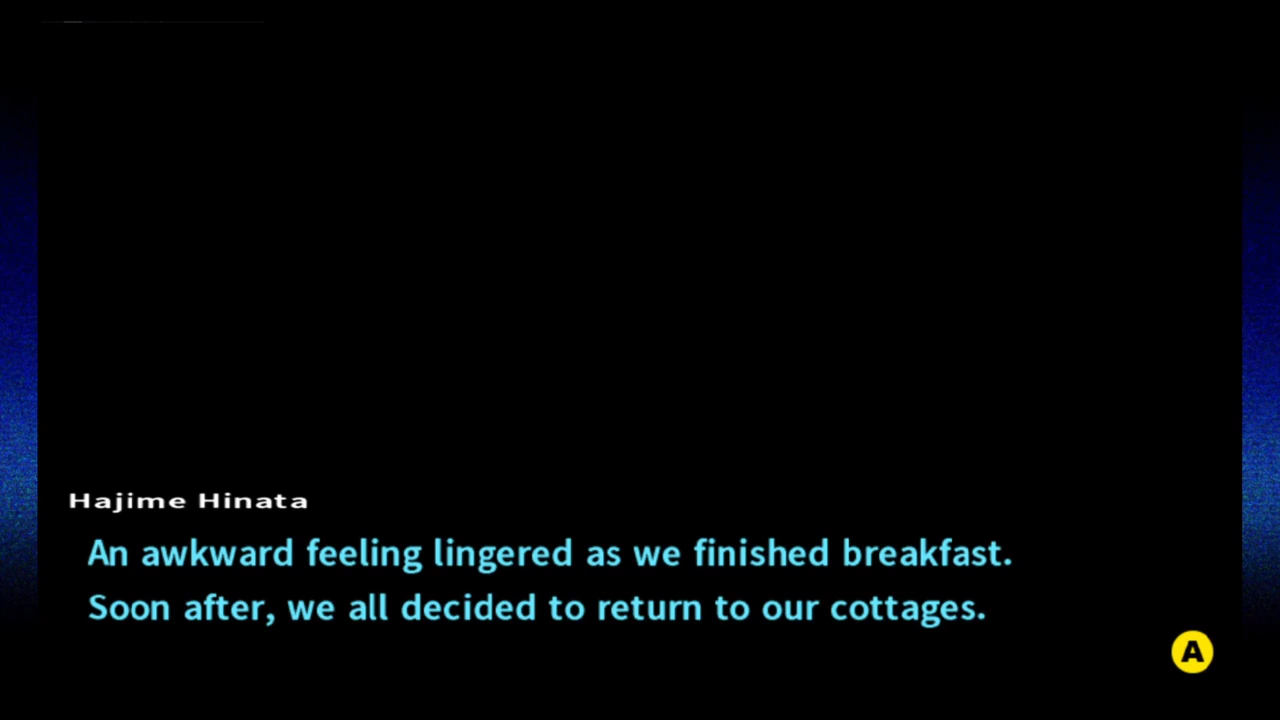 Hajime Hinata
An awkward feeling lingered as we finished breakfast.
Soon after, we all decided to return to our cottages.
A